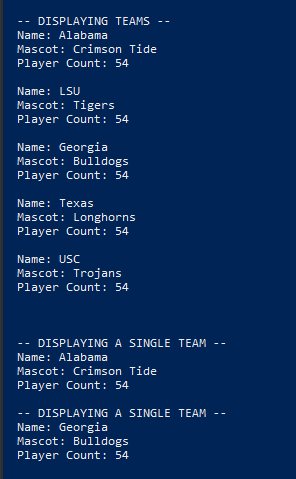 -- DISPLAYING TEAMS --
Name: Alabama
Mascot: Crimson Tide
Player Count: 54
Name: LSU
Mascot: Tigers
Player Count: 54
Name: Georgia
Mascot: Bulldogs
Player Count: 54
Name: Texas
Mascot: Longhorns
Player Count: 54
Name: USC
Mascot: Trojans
Player Count: 54
-- DISPLAYING A SINGLE TEAM --
Name: Alabama
Mascot: Crimson Tide
Player Count: 54
-- DISPLAYING A SINGLE TEAM --
Name: Georgia
Mascot: Bulldogs
Player Count: 54